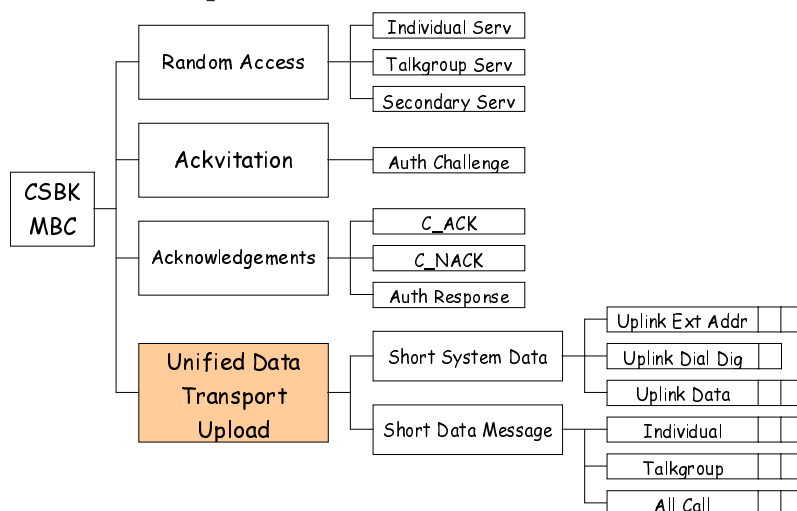 CSBK
MBC
Random Access
Individual Serv
Talkgroup Serv
Secondary Serv
Ackvitation
Auth Challenge
Acknowledgements
C_ACK
C_NACK
Auth Response
Unified Data
Transport
Upload
Short System Data
Uplink Ext Addr
Uplink Dial Dig
Uplink Data
Short Data Message
Individual
Talkgroup
All Call